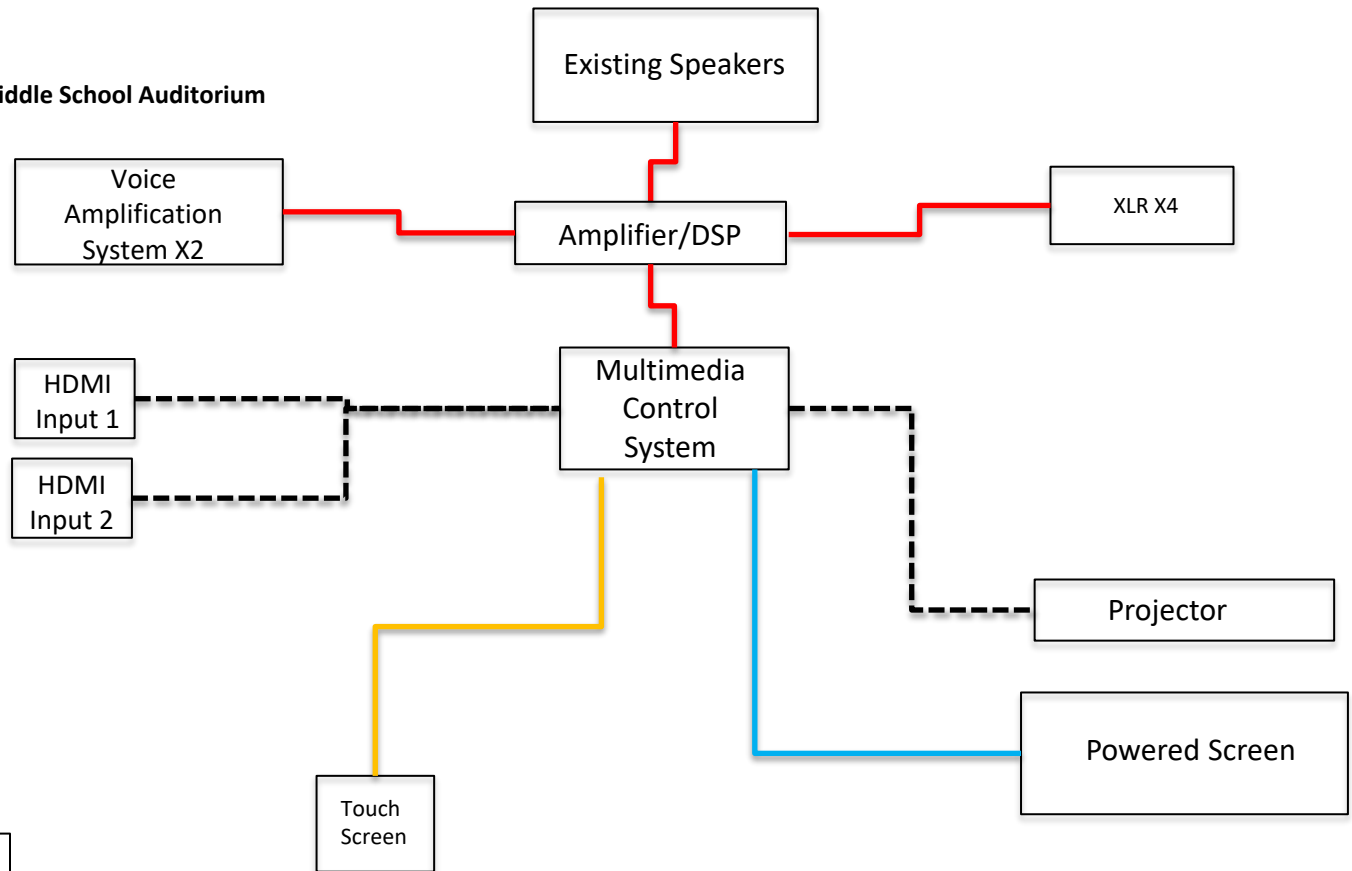 Existing Speakers
iddle School Auditorium
Voice
Amplification
System X2
Amplifier/DSP
XLR X4
HDMI
Input 1
Multimedia
Control
System
HDMI
Input 2
Projector
Powered Screen
Touch
Screen